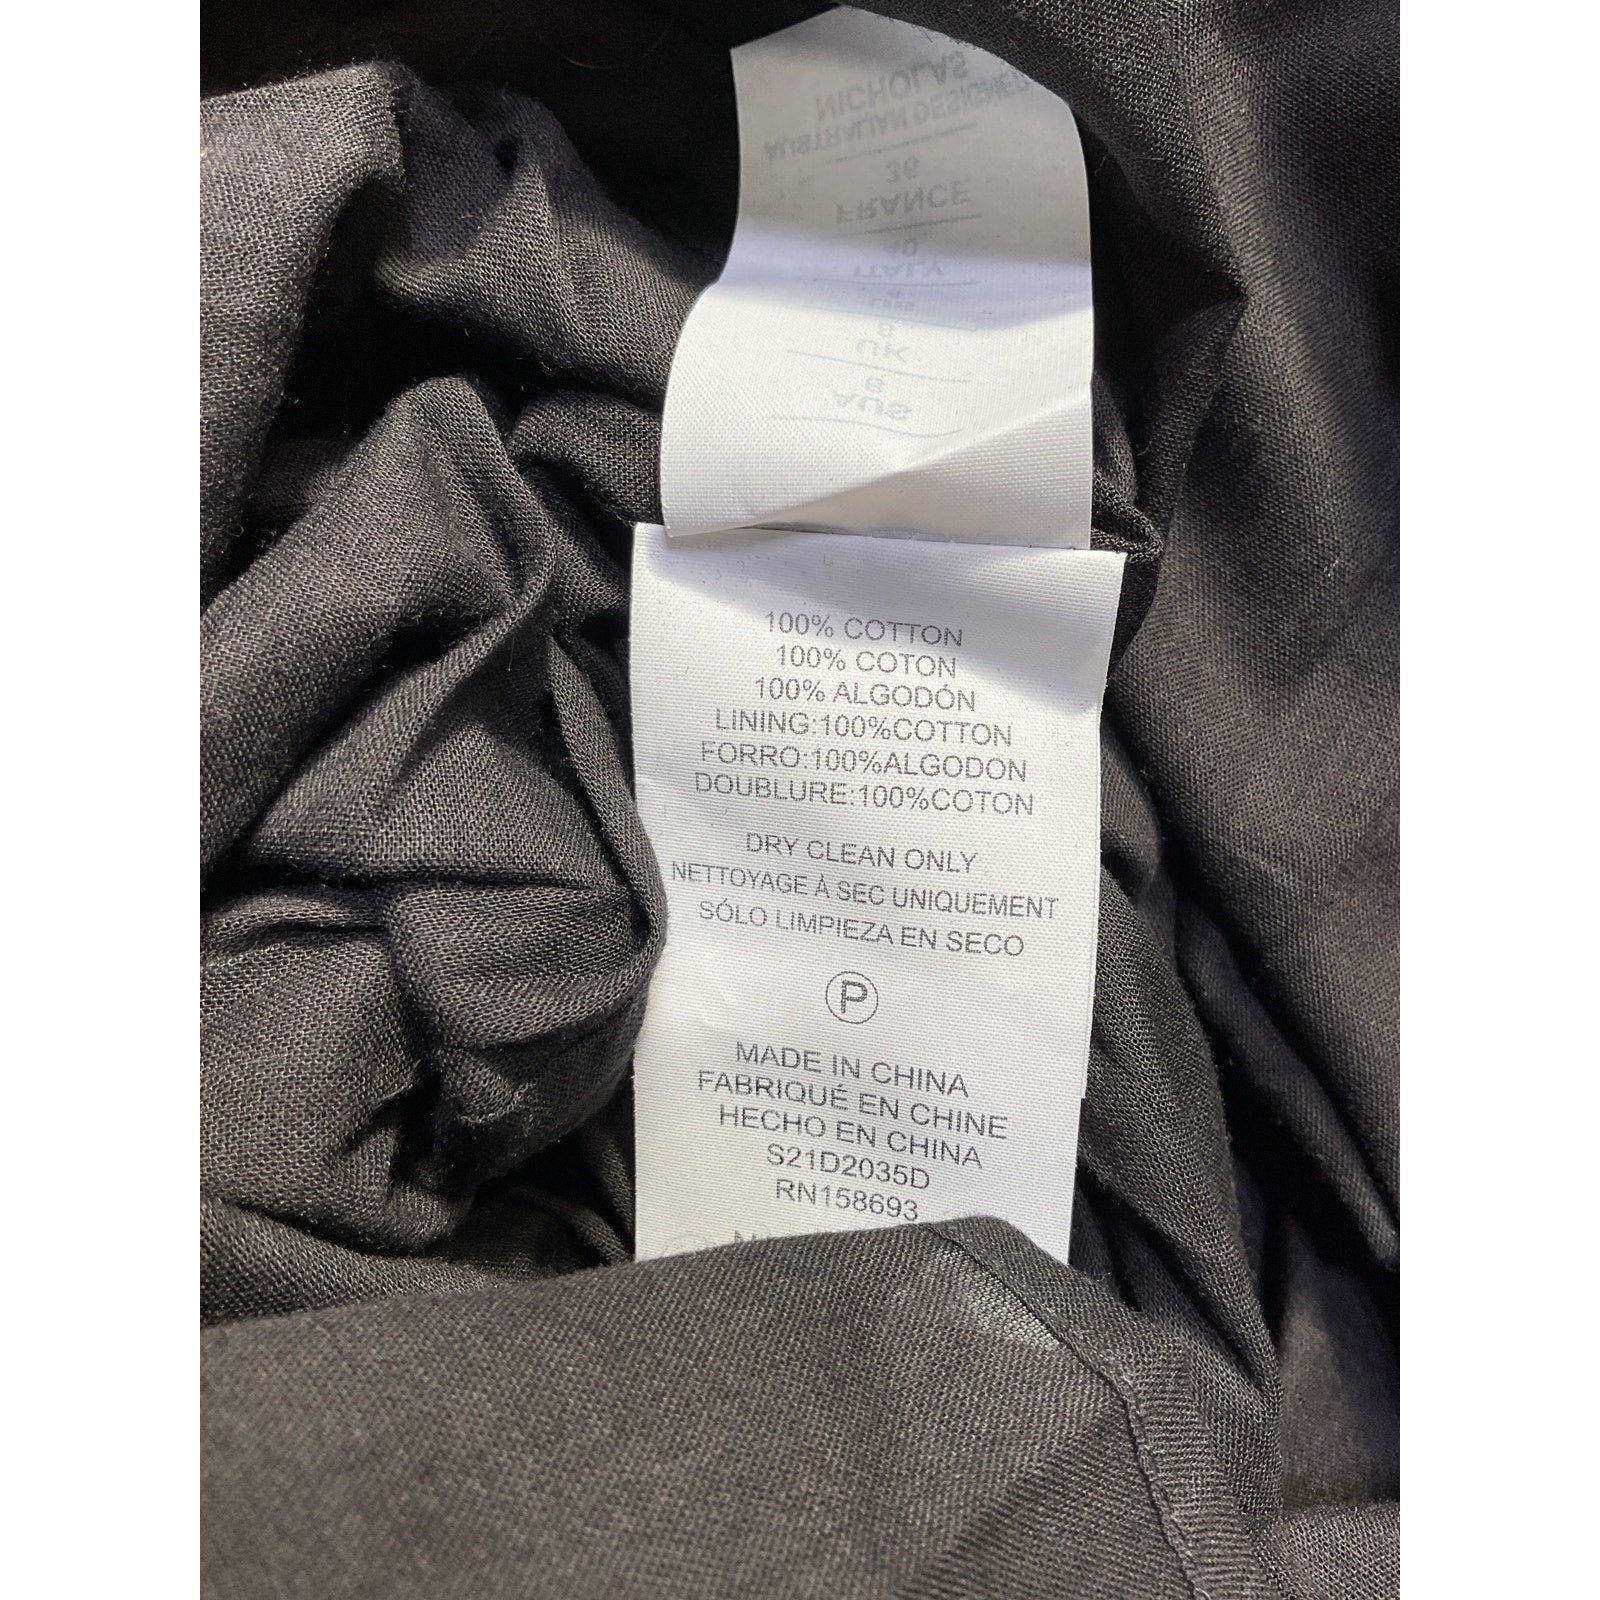 NICHOLAS
AUSTRALIAN DESIGNER
36
FRANCE
40
ITALY
8
UK
8
AUS
100% COTTON
100% COTON
100% ALGODÓN
LINING:100%COTTON
FORRO:100%ALGODON
DOUBLURE:100%COTON
DRY CLEAN ONLY
NETTOYAGE À SEC UNIQUEMENT
SÓLO LIMPIEZA EN SECO
P
MADE IN CHINA
FABRIQUÉ EN CHINE
HECHO EN CHINA
S21D2035D
RN158693